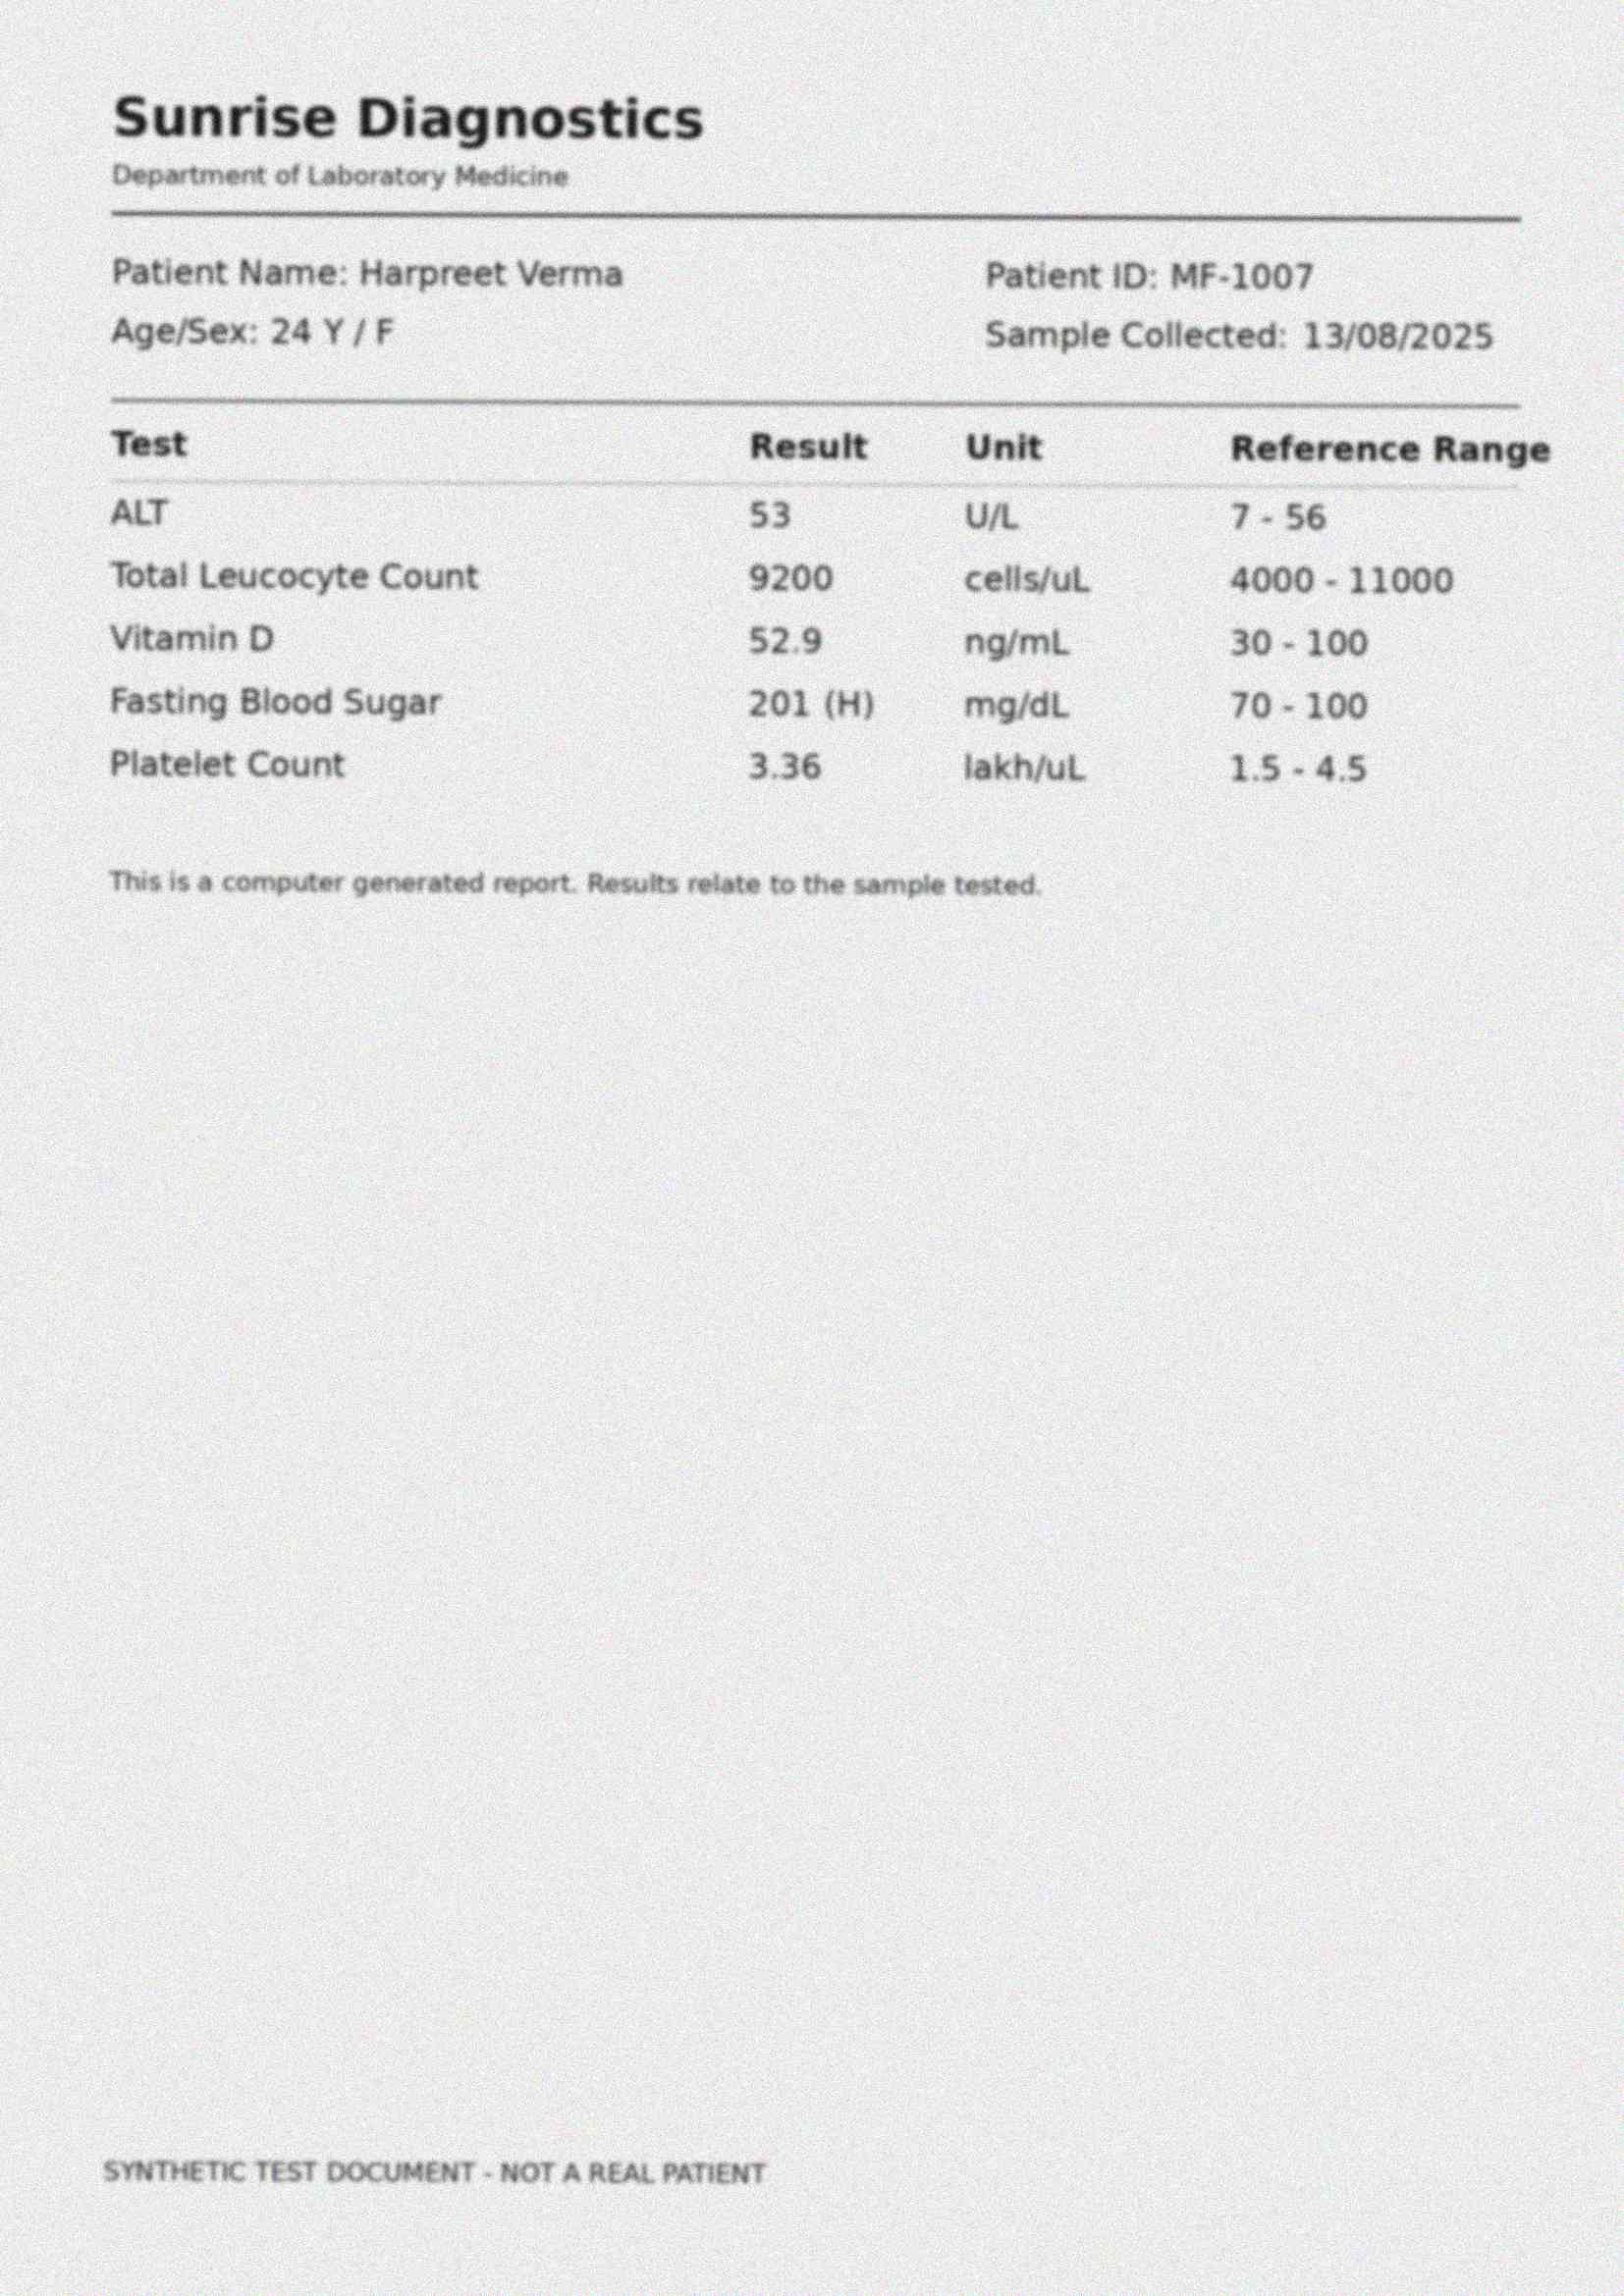 Sunrise Diagnostics
Department of Laboratory Medicine
Patient Name: Harpreet Verma Patient ID: MF-1007
Age/Sex: 24 Y / F Sample Collected: 13/08/2025
Test Result Unit Reference Range
ALT 53 U/L 7 - 56
Total Leucocyte Count 9200 cells/uL 4000 - 11000
Vitamin D 52.9 ng/mL 30 - 100
Fasting Blood Sugar 201 (H) mg/dL 70 - 100
Platelet Count 3.36 lakh/uL 1.5 - 4.5
This is a computer generated report. Results relate to the sample tested.
SYNTHETIC TEST DOCUMENT - NOT A REAL PATIENT